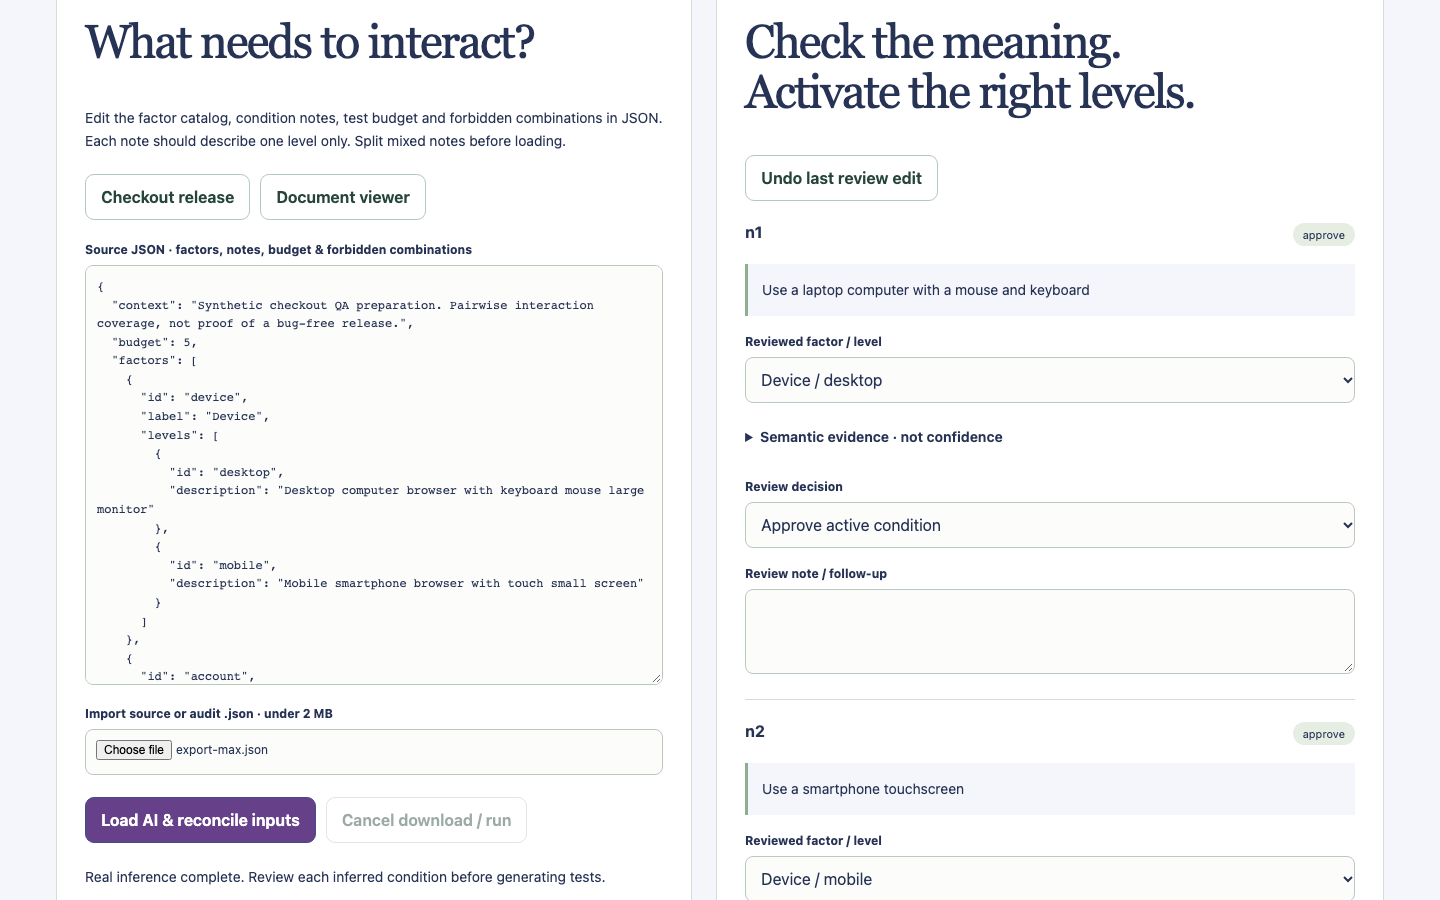 What needs to interact?
Edit the factor catalog, condition notes, test budget and forbidden combinations in JSON.
Each note should describe one level only. Split mixed notes before loading.
Checkout release
Document viewer
Source JSON · factors, notes, budget & forbidden combinations
{
  "context": "Synthetic checkout QA preparation. Pairwise interaction
coverage, not proof of a bug-free release.",
  "budget": 5,
  "factors": [
    {
      "id": "device",
      "label": "Device",
      "levels": [
        {
          "id": "desktop",
          "description": "Desktop computer browser with keyboard mouse large
monitor"
        },
        {
          "id": "mobile",
          "description": "Mobile smartphone browser with touch small screen"
        }
      ]
    },
    {
      "id": "account",
Import source or audit .json · under 2 MB
Choose file export-max.json
Load AI & reconcile inputs
Cancel download / run
Real inference complete. Review each inferred condition before generating tests.
Check the meaning.
Activate the right levels.
Undo last review edit
n1
approve
Use a laptop computer with a mouse and keyboard
Reviewed factor / level
Device / desktop
Semantic evidence · not confidence
Review decision
Approve active condition
Review note / follow-up
n2
approve
Use a smartphone touchscreen
Reviewed factor / level
Device / mobile